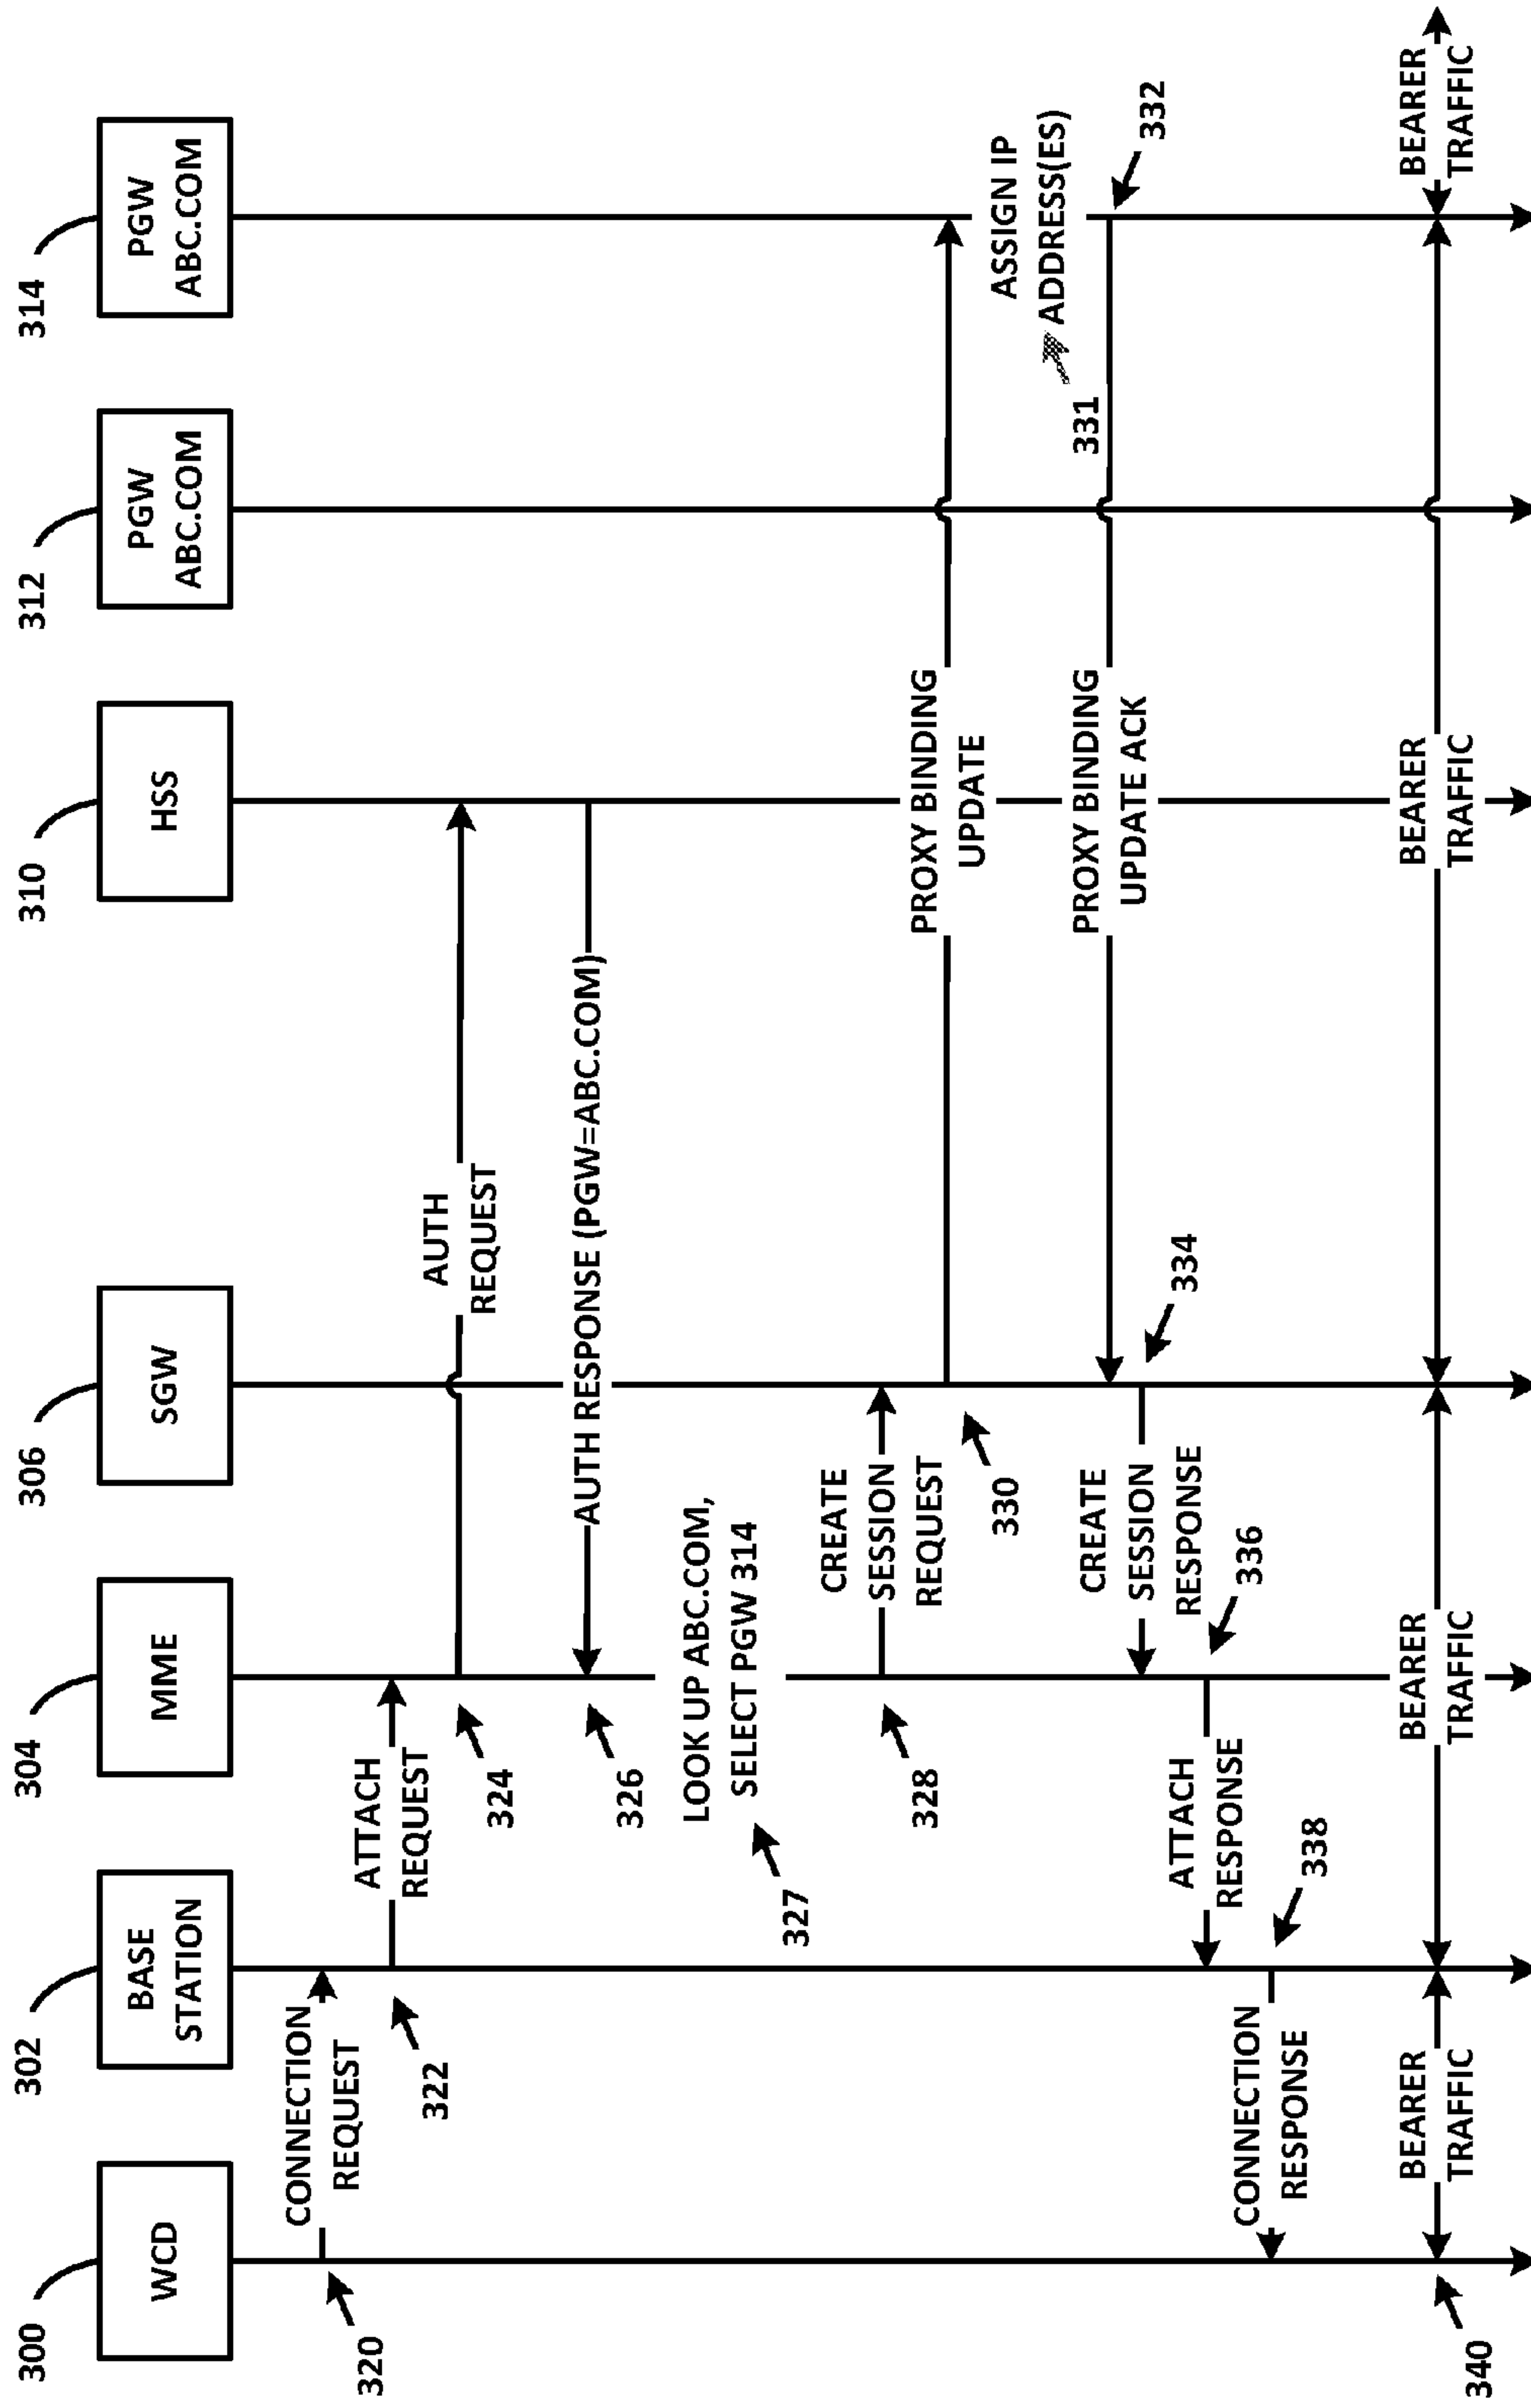 300
302
304
306
310
312
314
WCD
BASE
STATION
MME
SGW
HSS
PGW
ABC.COM
PGW
ABC.COM
CONNECTION
REQUEST
320
ATTACH
REQUEST
322
AUTH
REQUEST
324
AUTH RESPONSE (PGW=ABC.COM)
326
LOOK UP ABC.COM,
SELECT PGW 314
327
CREATE
SESSION
REQUEST
328
PROXY BINDING
UPDATE
330
ASSIGN IP
ADDRESS(ES)
331
PROXY BINDING
UPDATE ACK
332
CREATE
SESSION
RESPONSE
334
ATTACH
RESPONSE
336
CONNECTION
RESPONSE
338
BEARER
TRAFFIC
BEARER
TRAFFIC
BEARER
TRAFFIC
BEARER
TRAFFIC
340